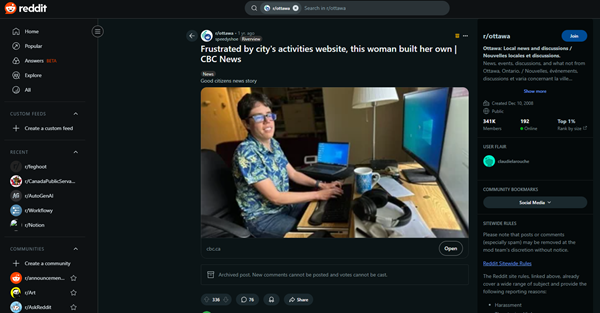 reddit
r/ottawa
Search in r/ottawa
Home
Popular
Answers BETA
Explore
All
CUSTOM FEEDS
Create a custom feed
RECENT
r/feghoot
r/CanadaPublicServa...
r/AutoGenAI
r/Workflowy
r/Notion
COMMUNITIES
Create a community
r/announcemen...
r/Art
r/AskReddit
r/ottawa • 1 yr. ago
speedyshoe Riverview
Frustrated by city's activities website, this woman built her own |
CBC News
News
Good citizens news story
cbc.ca
Open
Archived post. New comments cannot be posted and votes cannot be cast.
336
76
Share
r/ottawa
Join
Ottawa: Local news and discussions /
Nouvelles locales et discussions.
News, events, discussions, and what not from
Ottawa, Ontario. / Nouvelles, événements,
discussions et varia concernant la ville...
Show more
Created Dec 10, 2008
Public
341K
Members
192
Online
Top 1%
Rank by size
USER FLAIR
claudelarouche
COMMUNITY BOOKMARKS
Social Media
SITEWIDE RULES
Please note that posts or comments
(especially spam) may be removed at the
mod team's discretion without notice.
Reddit Sitewide Rules
The Reddit site rules, linked above, already
cover a wide range of subject and provide the
following reporting reasons:
• Harassment